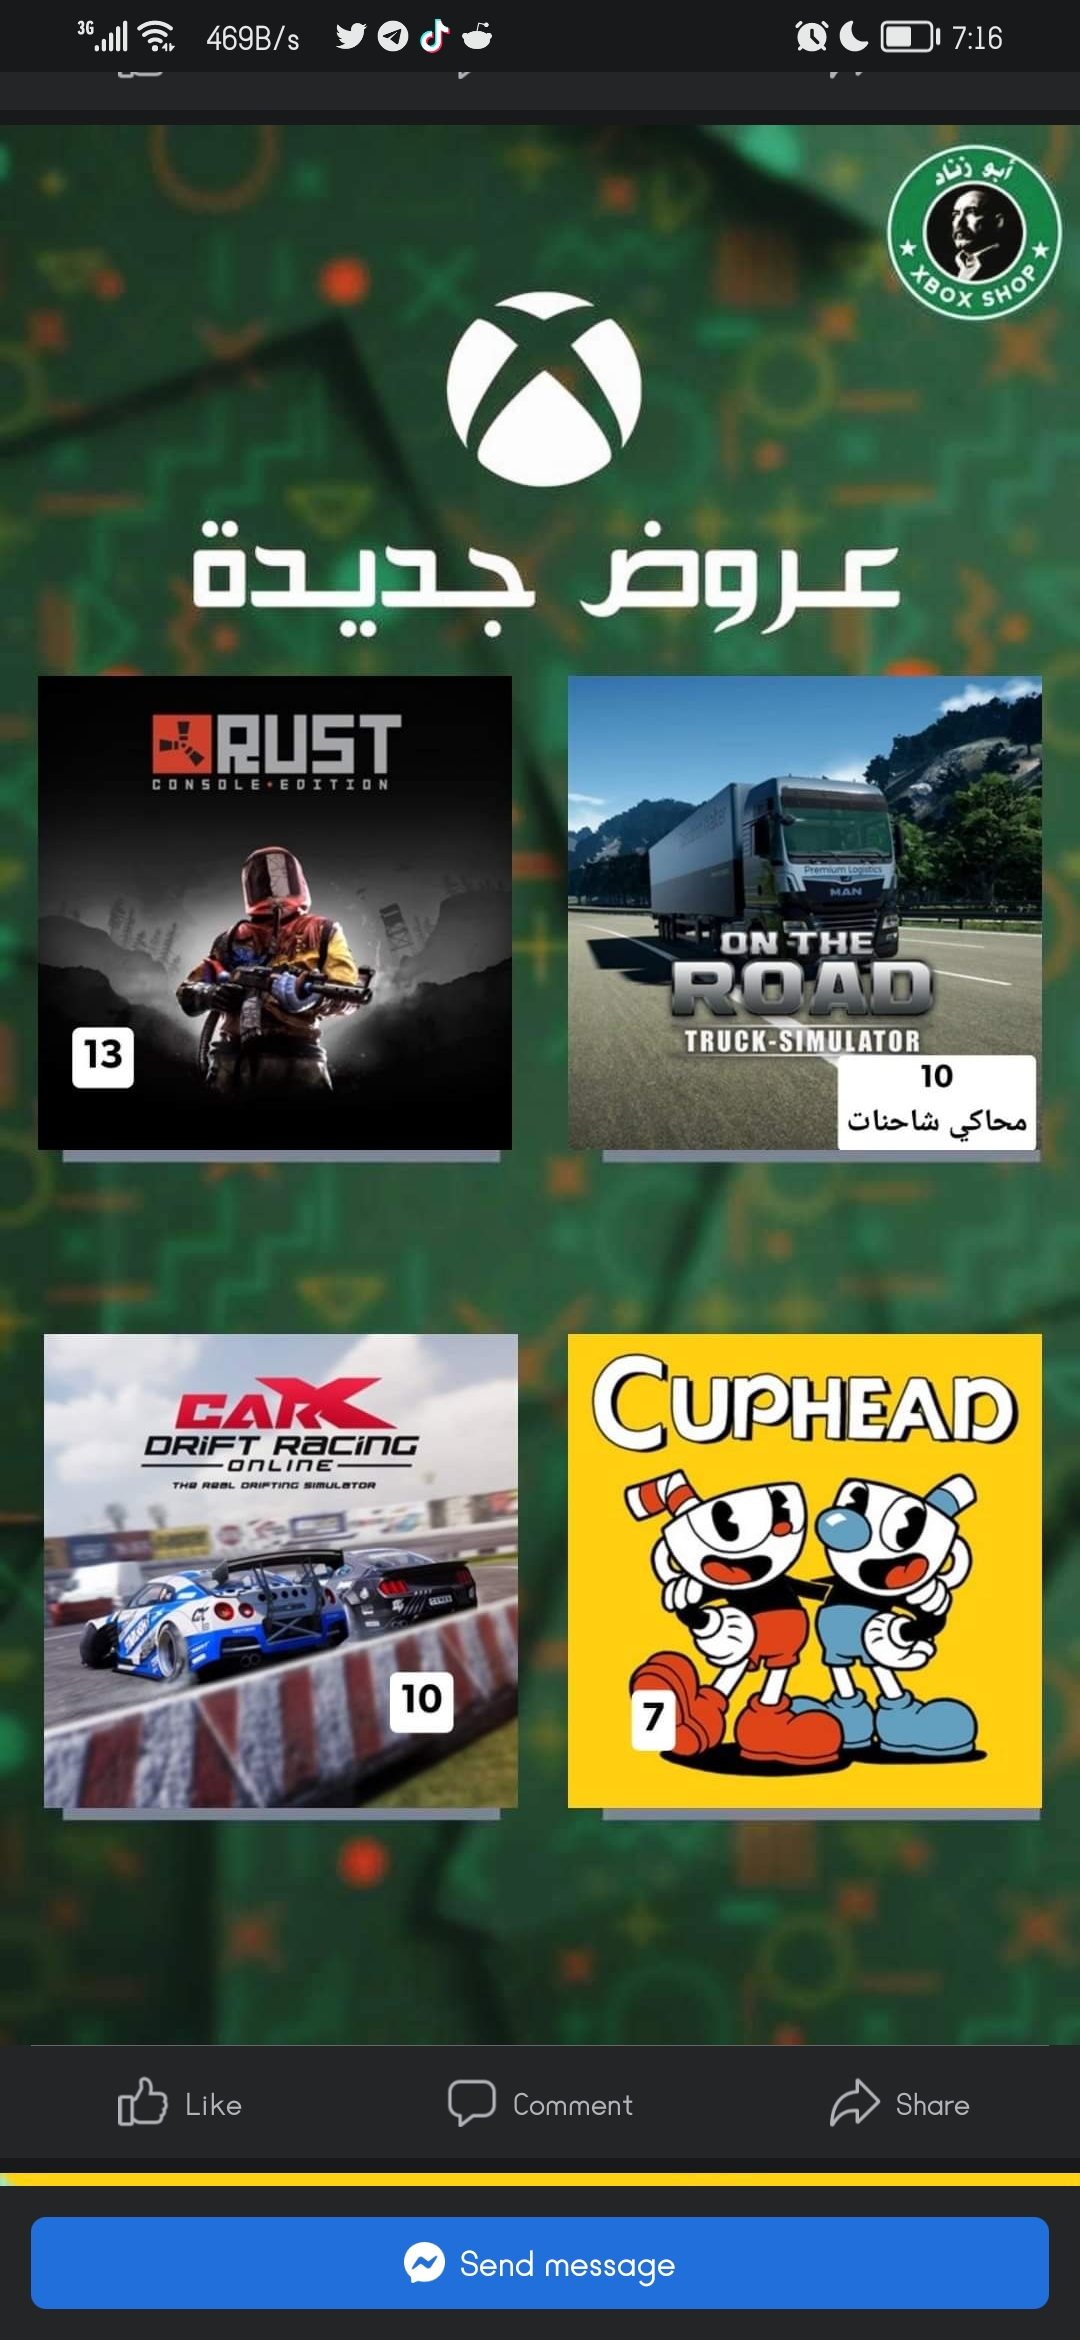 3G 469B/s 7:16
أبو زناد
XBOX SHOP
عروض جديدة
RUST
CONSOLE EDITION
13
Premium Logistics
MAN
ON THE
ROAD
TRUCK-SIMULATOR
10
محاكي شاحنات
CARX
DRIFT RACING
ONLINE
THE REAL DRIFTING SIMULATOR
10
CUPHEAD
7
Like Comment Share
Send message